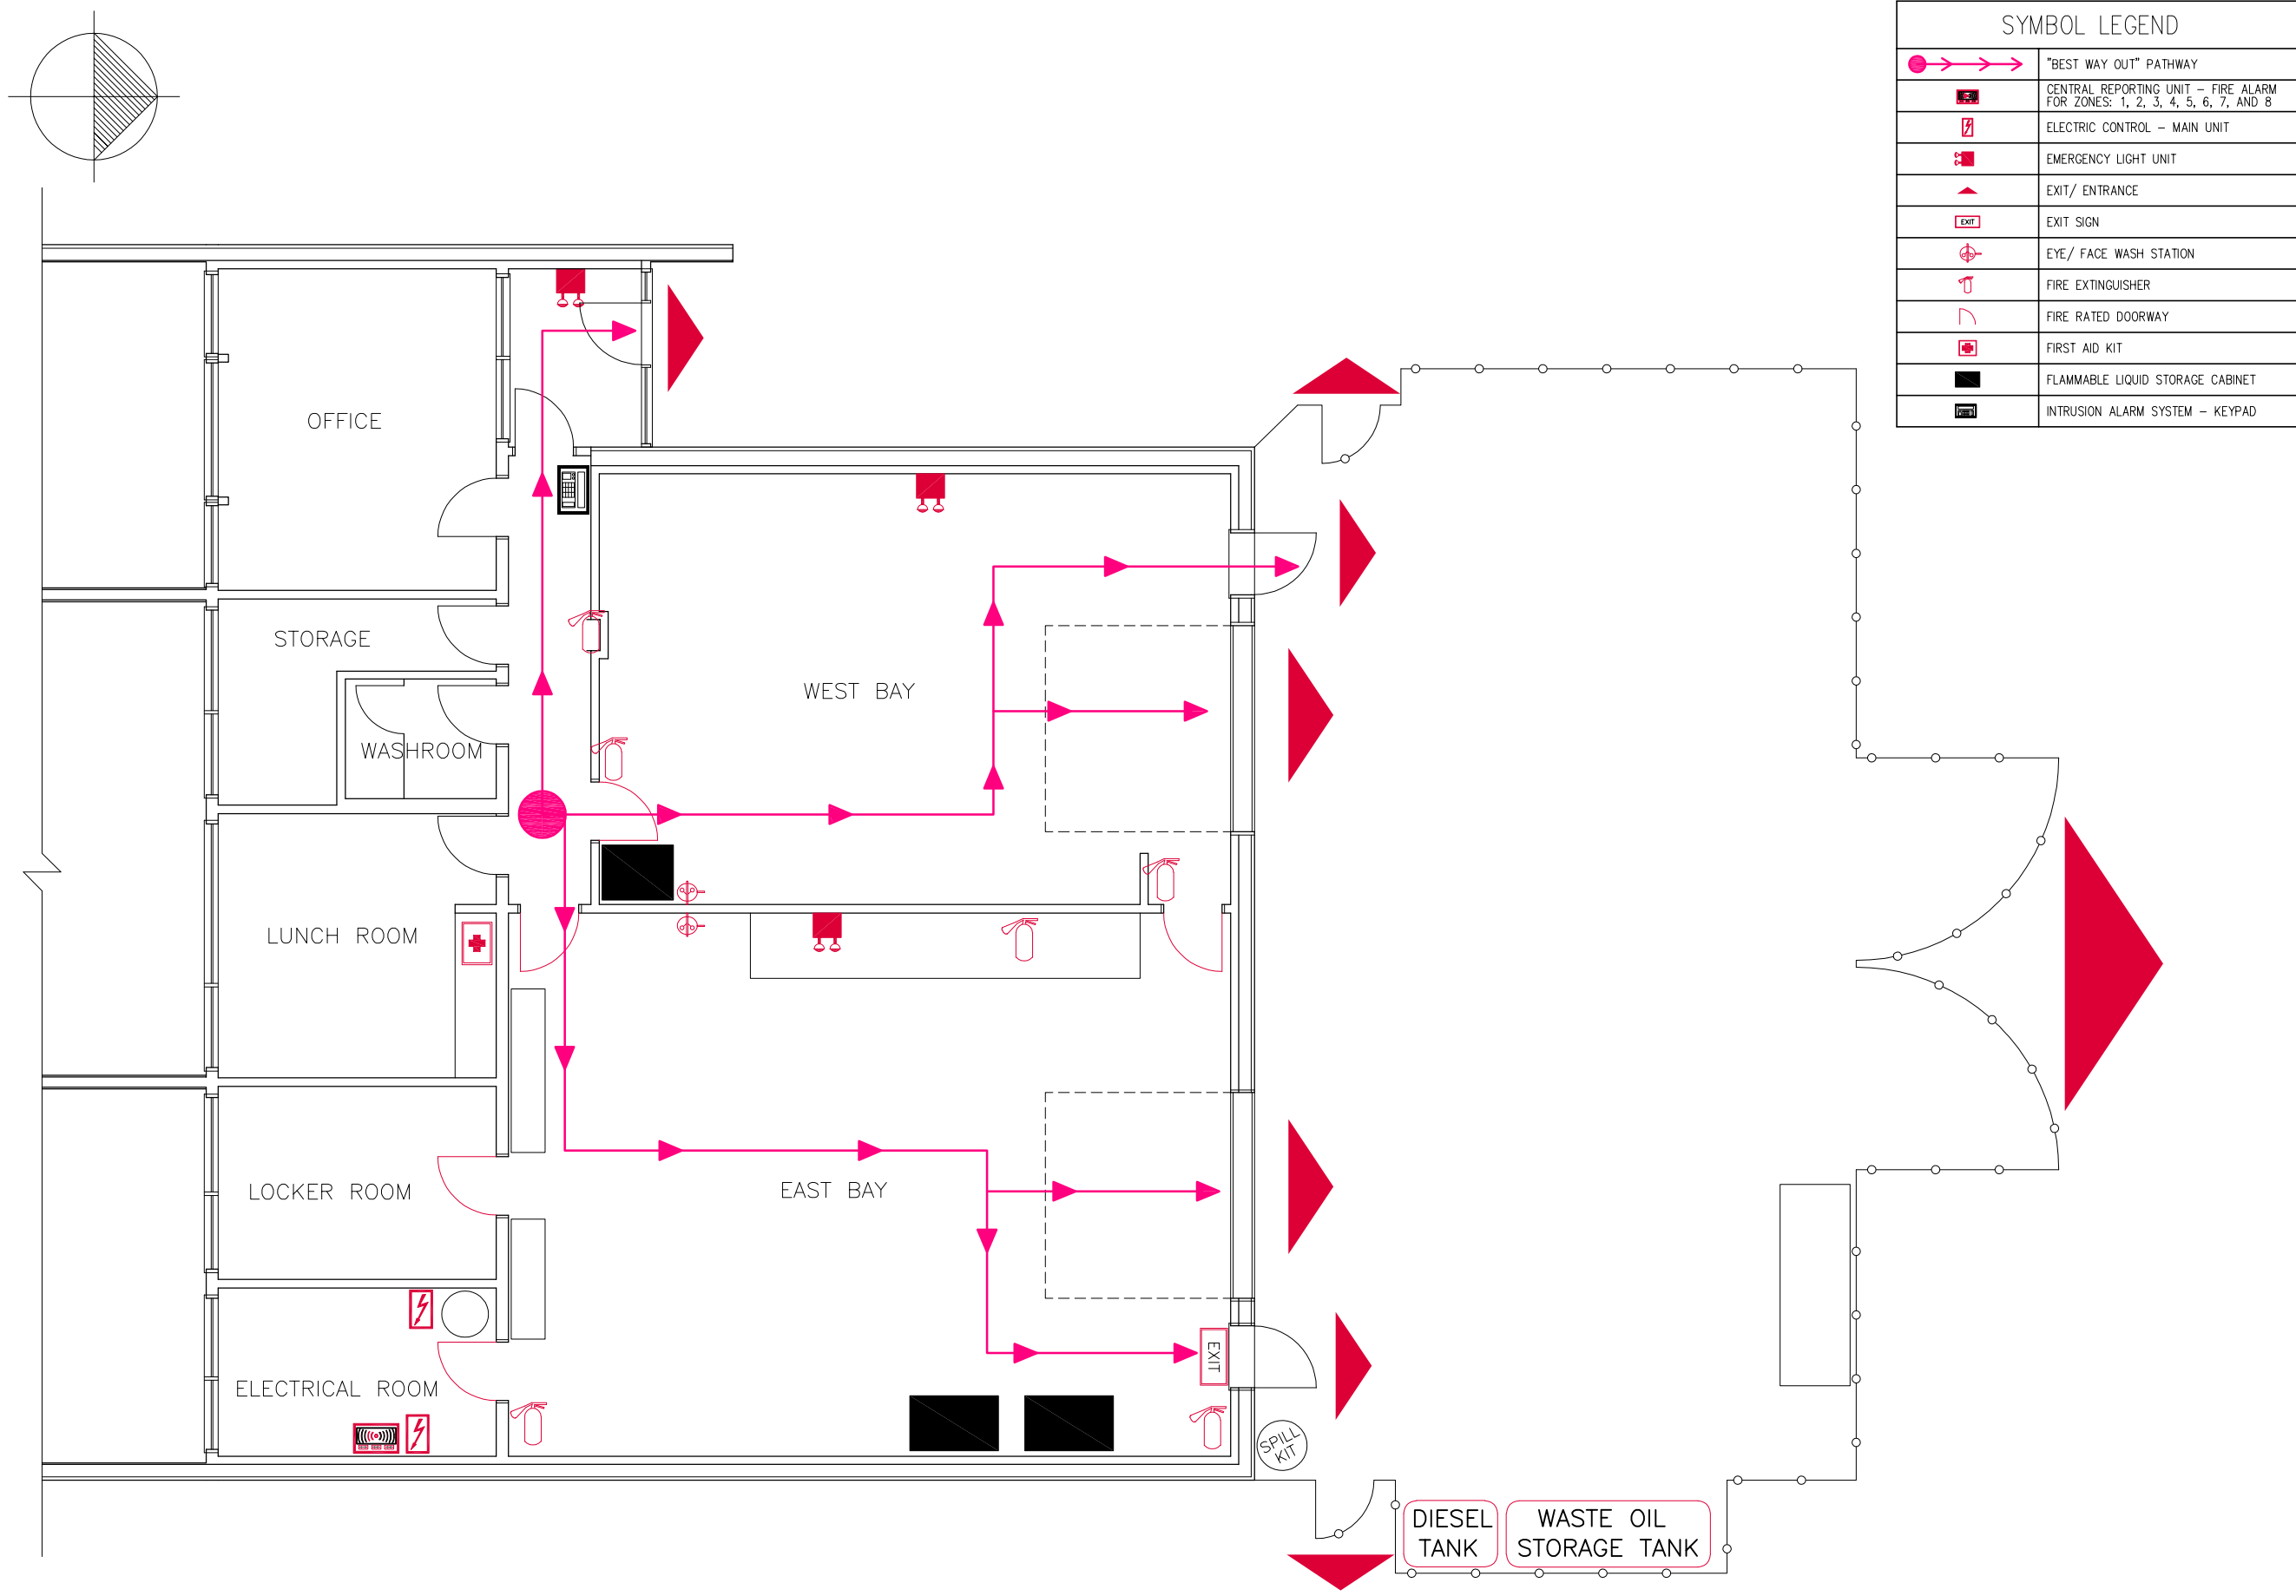 SYMBOL LEGEND
"BEST WAY OUT" PATHWAY
CENTRAL REPORTING UNIT – FIRE ALARM
FOR ZONES: 1, 2, 3, 4, 5, 6, 7, AND 8
ELECTRIC CONTROL – MAIN UNIT
EMERGENCY LIGHT UNIT
EXIT/ ENTRANCE
EXIT
EXIT SIGN
EYE/ FACE WASH STATION
FIRE EXTINGUISHER
FIRE RATED DOORWAY
FIRST AID KIT
FLAMMABLE LIQUID STORAGE CABINET
INTRUSION ALARM SYSTEM – KEYPAD
OFFICE
STORAGE
WEST BAY
WASHROOM
LUNCH ROOM
LOCKER ROOM
EAST BAY
EXIT
ELECTRICAL ROOM
SPILL
KIT
DIESEL
TANK
WASTE OIL
STORAGE TANK